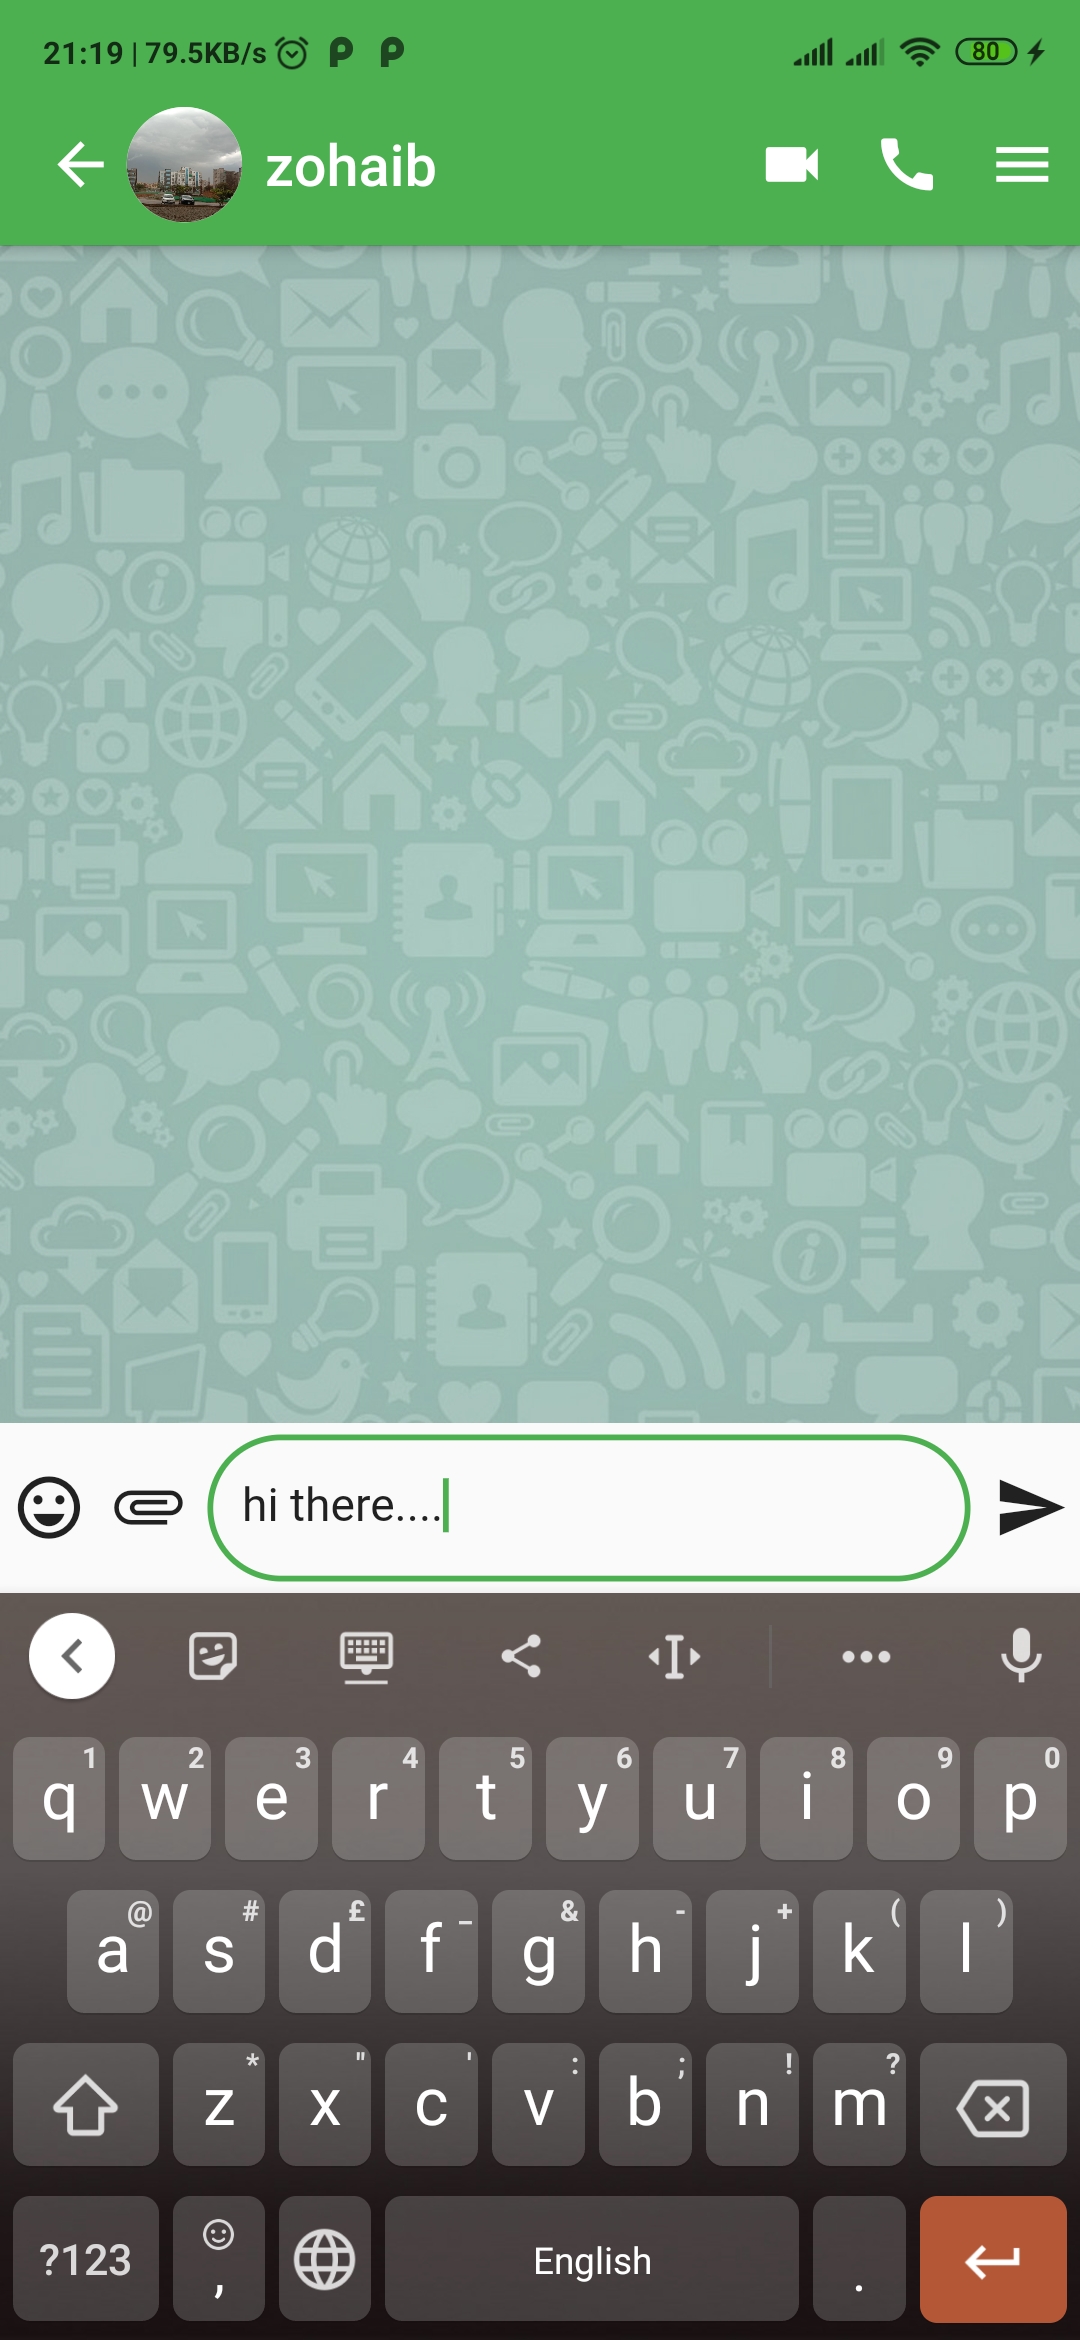 21:19 | 79.5KB/s 80
zohaib
hi there....
1 2 3 4 5 6 7 8 9 0
q w e r t y u i o p
@ # £ _ & - + ( )
a s d f g h j k l
* " ' : ; ! ?
z x c v b n m
?123 , English .